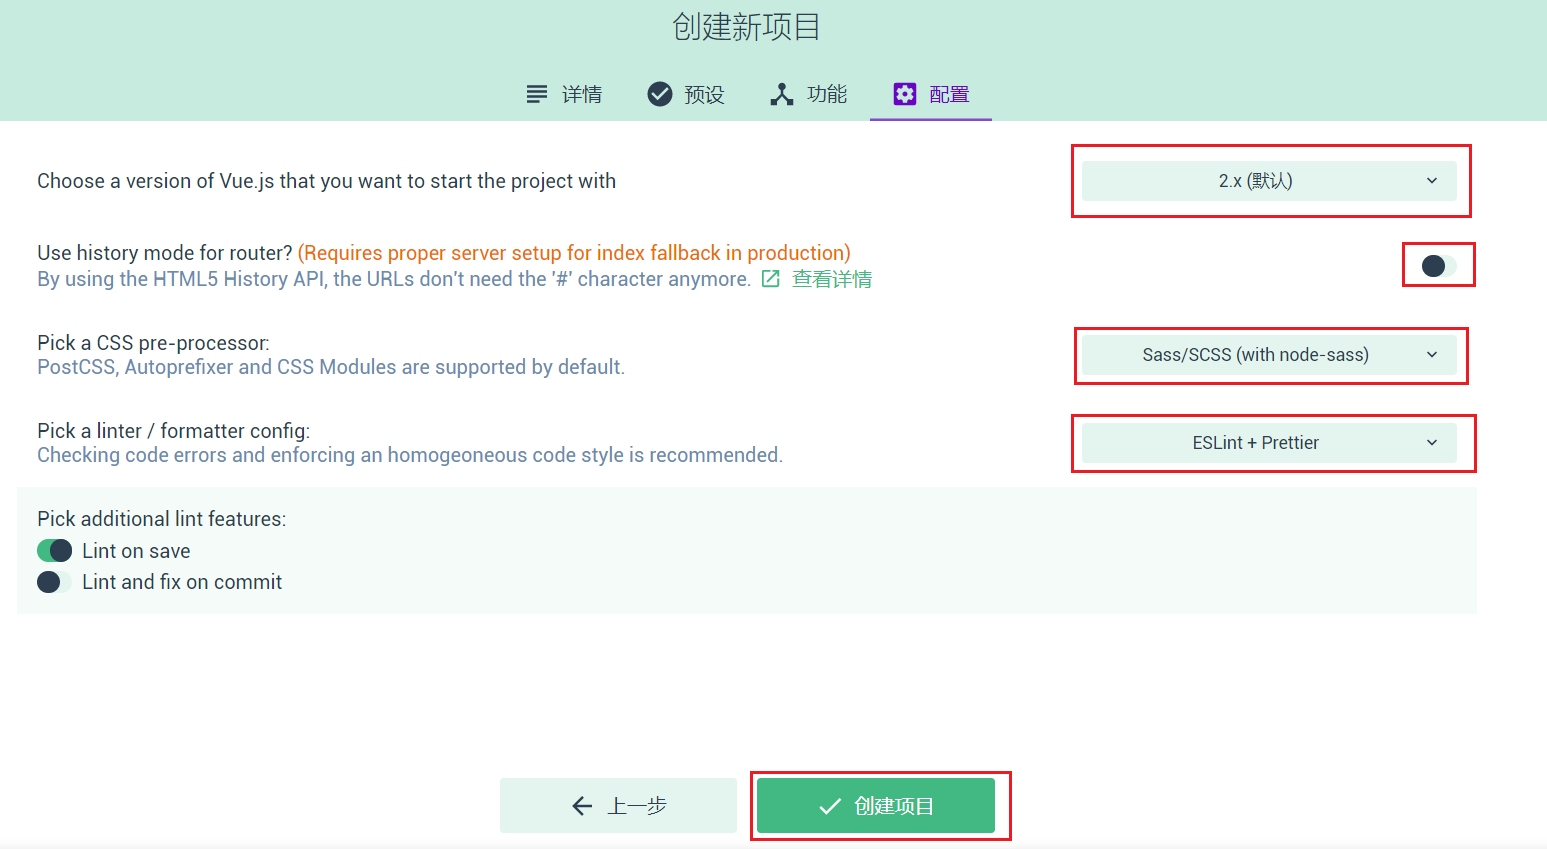 创建新项目
详情 预设 功能 配置
Choose a version of Vue.js that you want to start the project with
2.x (默认)
Use history mode for router? (Requires proper server setup for index fallback in production)
By using the HTML5 History API, the URLs don't need the '#' character anymore. 查看详情
Pick a CSS pre-processor:
PostCSS, Autoprefixer and CSS Modules are supported by default.
Sass/SCSS (with node-sass)
Pick a linter / formatter config:
Checking code errors and enforcing an homogeoneous code style is recommended.
ESLint + Prettier
Pick additional lint features:
Lint on save
Lint and fix on commit
上一步 创建项目